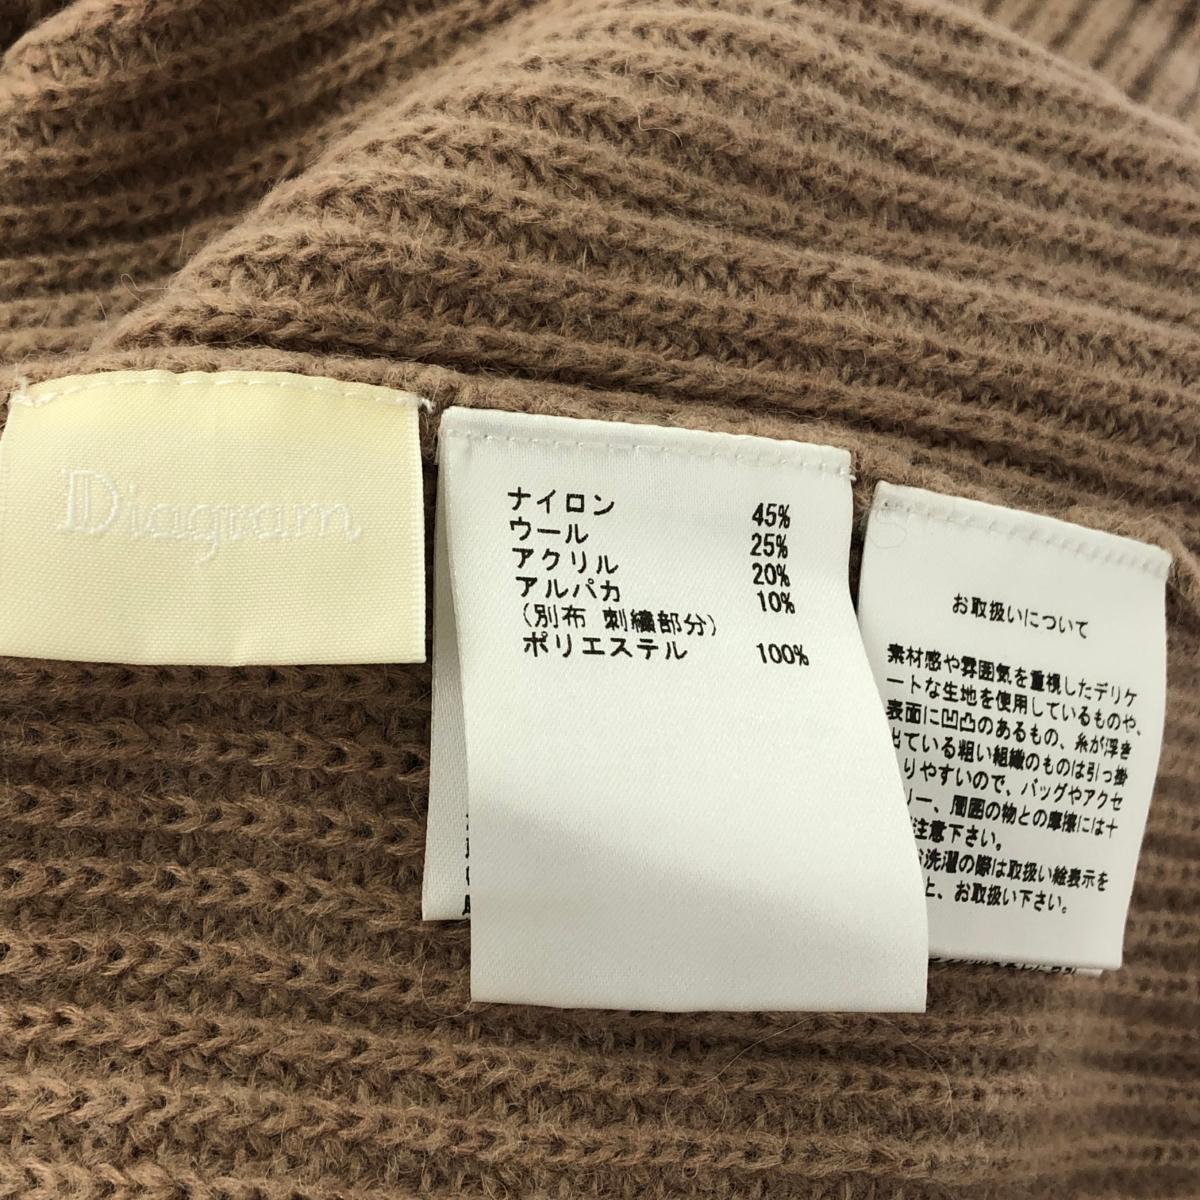 Diagram
ナイロン 45%
ウール 25%
アクリル 20%
アルパカ 10%
(別布 刺繍部分)
ポリエステル 100%
お取扱いについて
素材感や雰囲気を重視したデリケ
ートな生地を使用しているものや、
表面に凹凸のあるもの、糸が浮き
出ている粗い組織のものは引っ掛
りやすいので、バッグやアクセ
リー、周囲の物との摩擦には十
注意下さい。
お洗濯の際は取扱い絵表示を
と、お取扱い下さい。